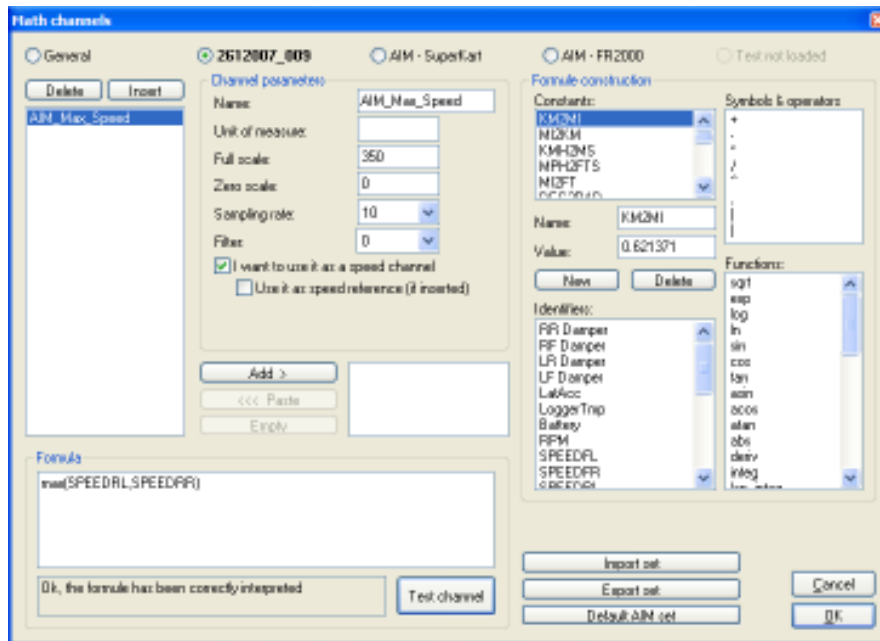 Math channels
General
2612007_009
AIM - SuperKart
AIM - FR2000
Test not loaded
Delete
Insert
AIM_Max_Speed
Channel parameters
Name:
AIM_Max_Speed
Unit of measure:
Full scale:
350
Zero scale:
0
Sampling rate:
10
Filter:
0
I want to use it as a speed channel
Use it as speed reference (if inserted)
Add >
<<< Paste
Empty
Formule construction
Constants:
KM2MI
MI2KM
KMH2MS
MPH2FTS
MI2FT
Name:
KM2MI
Value:
0.621371
New
Delete
Identifiers:
RR Damper
RF Damper
LR Damper
LF Damper
LatAcc
LoggerTmp
Battery
RPM
SPEEDFL
SPEEDFR
SPEEDRL
Symbols & operators
+
-
*
/
^
Functions:
sqrt
exp
log
ln
sin
cos
tan
asin
acos
atan
abs
deriv
integ
Formula
max(SPEEDRL,SPEEDRR)
Ok, the formule has been correctly interpreted
Test channel
Import set
Export set
Default AIM set
Cancel
OK